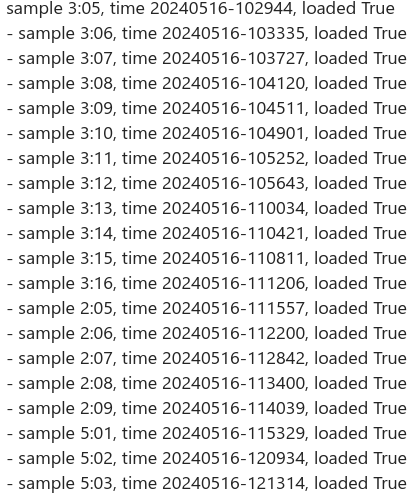 sample 3:05, time 20240516-102944, loaded True
- sample 3:06, time 20240516-103335, loaded True
- sample 3:07, time 20240516-103727, loaded True
- sample 3:08, time 20240516-104120, loaded True
- sample 3:09, time 20240516-104511, loaded True
- sample 3:10, time 20240516-104901, loaded True
- sample 3:11, time 20240516-105252, loaded True
- sample 3:12, time 20240516-105643, loaded True
- sample 3:13, time 20240516-110034, loaded True
- sample 3:14, time 20240516-110421, loaded True
- sample 3:15, time 20240516-110811, loaded True
- sample 3:16, time 20240516-111206, loaded True
- sample 2:05, time 20240516-111557, loaded True
- sample 2:06, time 20240516-112200, loaded True
- sample 2:07, time 20240516-112842, loaded True
- sample 2:08, time 20240516-113400, loaded True
- sample 2:09, time 20240516-114039, loaded True
- sample 5:01, time 20240516-115329, loaded True
- sample 5:02, time 20240516-120934, loaded True
- sample 5:03, time 20240516-121314, loaded True